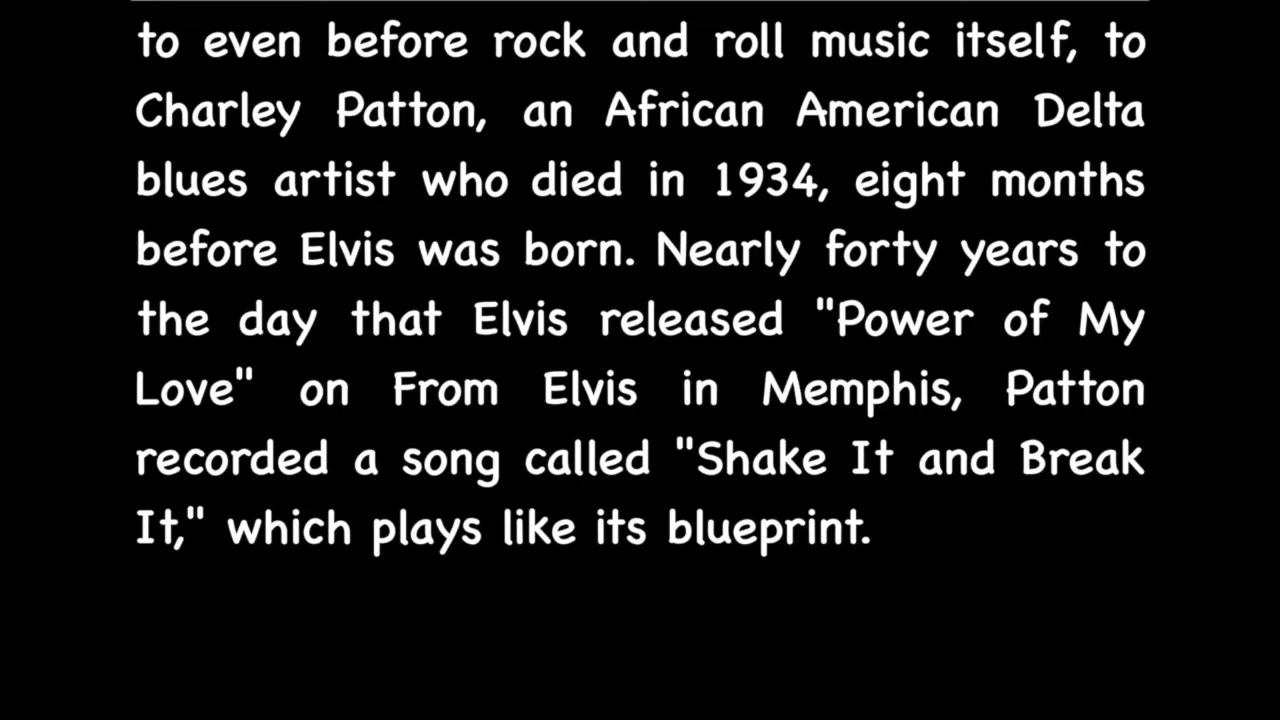 to even before rock and roll music itself, to
Charley Patton, an African American Delta
blues artist who died in 1934, eight months
before Elvis was born. Nearly forty years to
the day that Elvis released "Power of My
Love" on From Elvis in Memphis, Patton
recorded a song called "Shake It and Break
It," which plays like its blueprint.